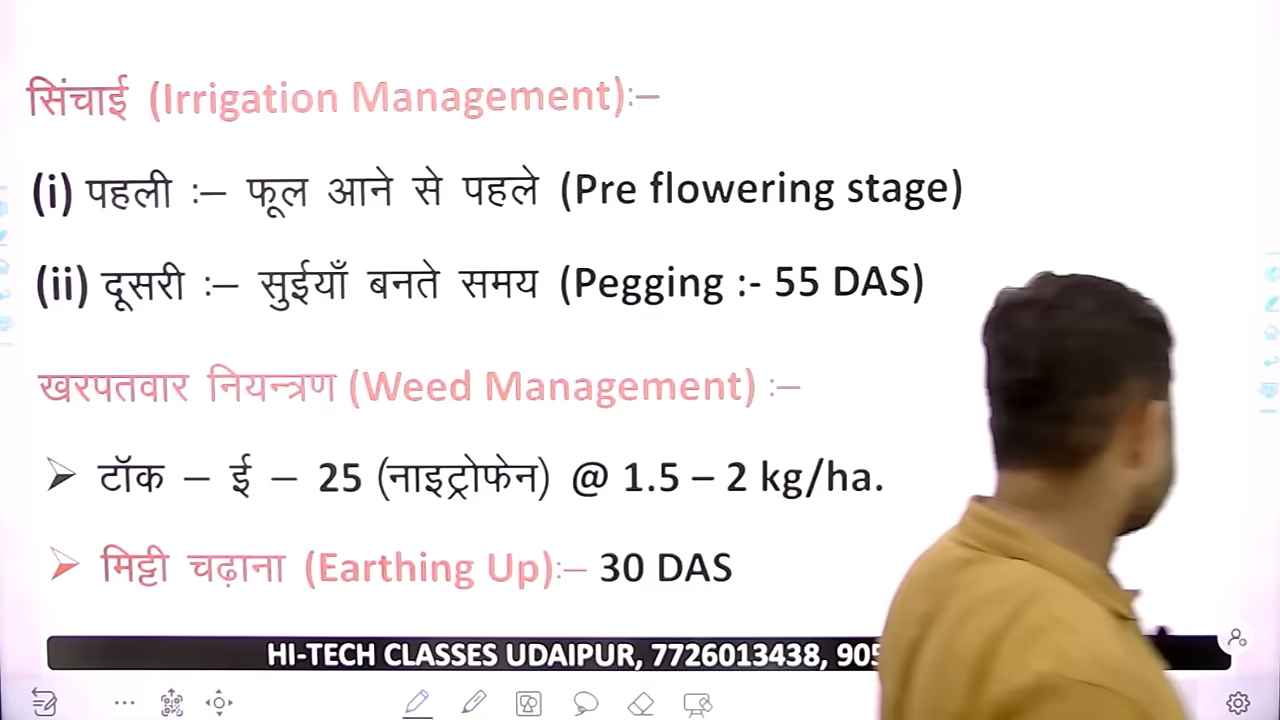 सिंचाई (Irrigation Management):–
(i) पहली :– फूल आने से पहले (Pre flowering stage)
(ii) दूसरी :– सुईयाँ बनते समय (Pegging :- 55 DAS)
खरपतवार नियन्त्रण (Weed Management) :–
टॉक – ई – 25 (नाइट्रोफेन) @ 1.5 – 2 kg/ha.
मिट्टी चढ़ाना (Earthing Up):– 30 DAS
HI-TECH CLASSES UDAIPUR, 7726013438, 905